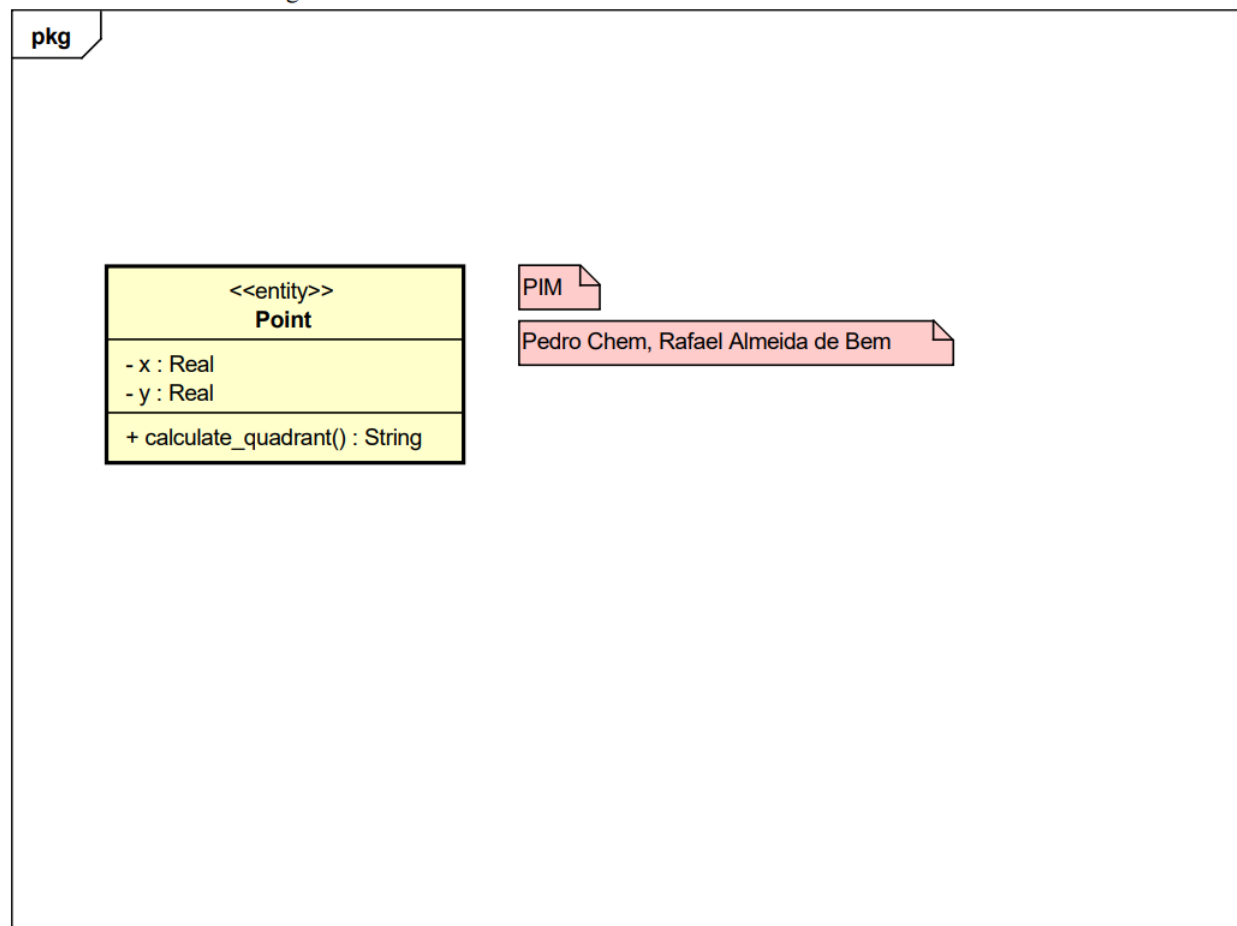 pkg
<<entity>>
Point
- x : Real
- y : Real
+ calculate_quadrant() : String
PIM
Pedro Chem, Rafael Almeida de Bem